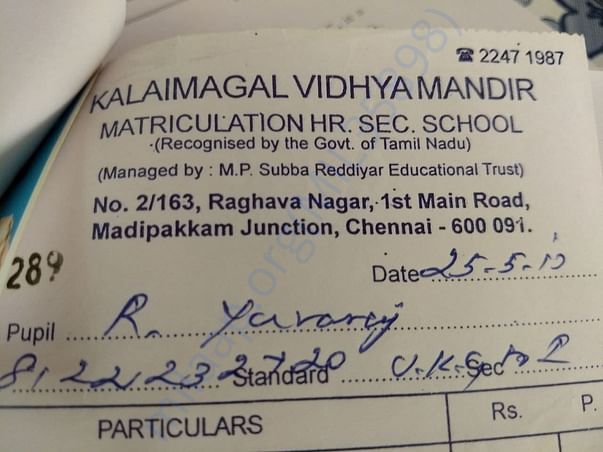 ☎ 2247 1987
KALAIMAGAL VIDHYA MANDIR
MATRICULATION HR. SEC. SCHOOL
(Recognised by the Govt. of Tamil Nadu)
(Managed by : M.P. Subba Reddiyar Educational Trust)
No. 2/163, Raghava Nagar, 1st Main Road,
Madipakkam Junction, Chennai - 600 091.
289 Date 25-5-
Pupil R. Yuvaraj
Standard U.K.G Sec
PARTICULARS Rs. P.